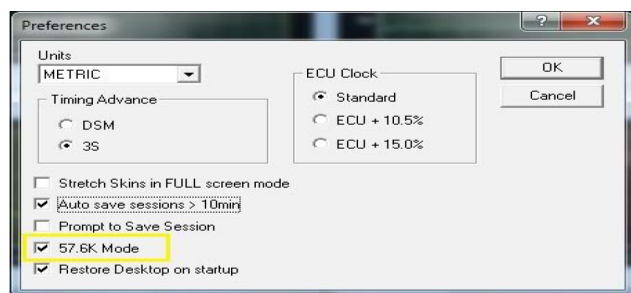 Preferences
Units
METRIC
Timing Advance
DSM
3S
ECU Clock
Standard
ECU + 10.5%
ECU + 15.0%
OK
Cancel
Stretch Skins in FULL screen mode
Auto save sessions > 10min
Prompt to Save Session
57.6K Mode
Restore Desktop on startup